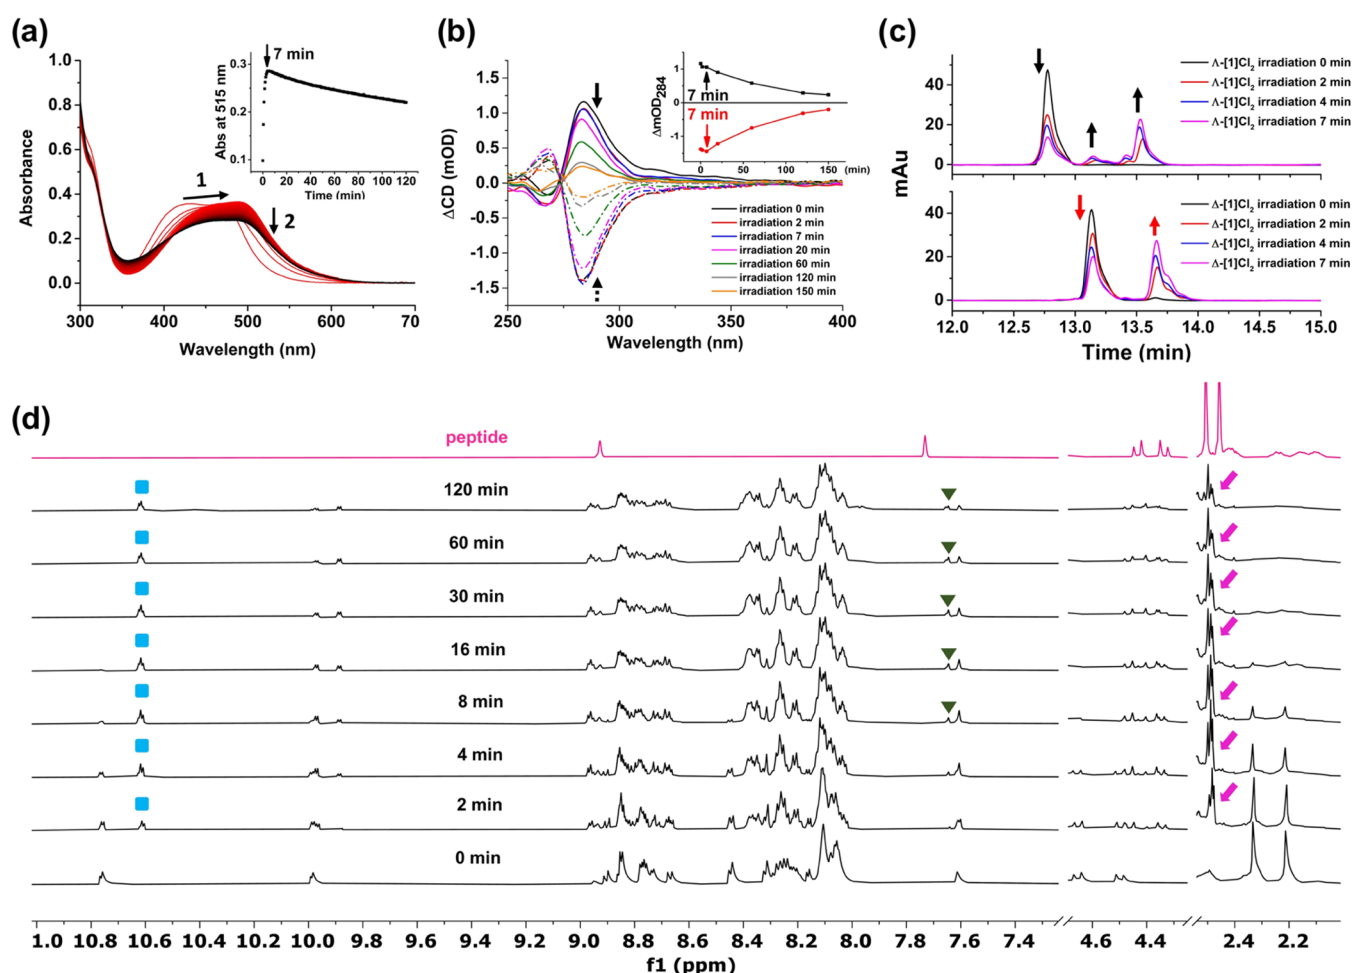 (a)
1.0
0.8
0.6
0.4
0.2
0.0
Absorbance
300
400
500
600
70
Wavelength (nm)
1
2
7 min
0.3
0.2
0.1
Abs at 515 nm
0
20
40
60
80
100
120
Time (min)
(b)
1.5
1.0
0.5
0.0
-0.5
-1.0
-1.5
ΔCD (mOD)
250
300
350
400
Wavelength (nm)
1
0
-1
ΔmOD284
7 min
7 min
0
50
100
150
Time (min)
irradiation 0 min
irradiation 2 min
irradiation 7 min
irradiation 20 min
irradiation 60 min
irradiation 120 min
irradiation 150 min
(c)
40
20
0
Λ-[1]Cl2 irradiation 0 min
Λ-[1]Cl2 irradiation 2 min
Λ-[1]Cl2 irradiation 4 min
Λ-[1]Cl2 irradiation 7 min
mAu
40
20
0
Δ-[1]Cl2 irradiation 0 min
Δ-[1]Cl2 irradiation 2 min
Δ-[1]Cl2 irradiation 4 min
Δ-[1]Cl2 irradiation 7 min
12.0
12.5
13.0
13.5
14.0
14.5
15.0
Time (min)
(d)
peptide
120 min
60 min
30 min
16 min
8 min
4 min
2 min
0 min
1.0 10.8 10.6 10.4 10.2 10.0 9.8 9.6 9.4 9.2 9.0 8.8 8.6 8.4 8.2 8.0 7.8 7.6 7.4 4.6 4.4 2.4 2.2
f1 (ppm)